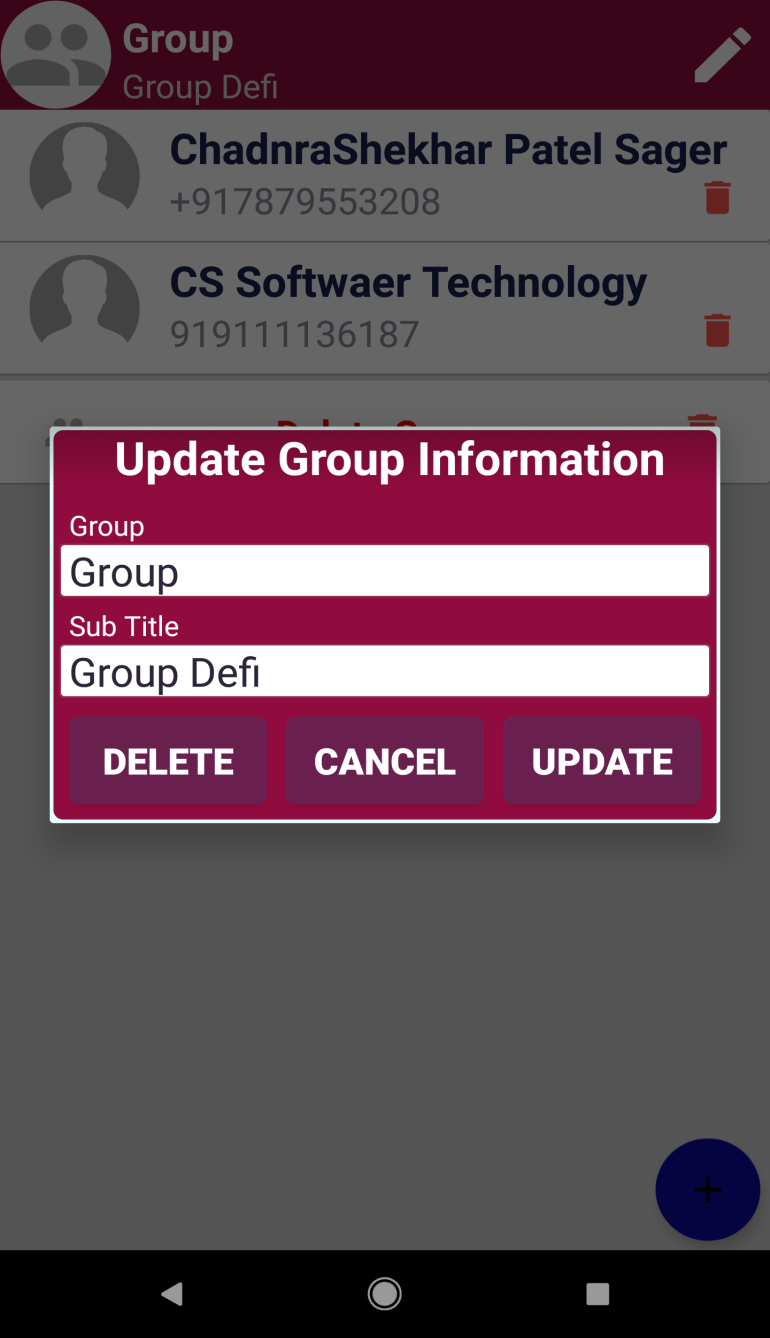 Group
Group Defi
ChadnraShekhar Patel Sager
+917879553208
CS Softwaer Technology
919111136187
Update Group Information
Group
Group
Sub Title
Group Defi
DELETE CANCEL UPDATE